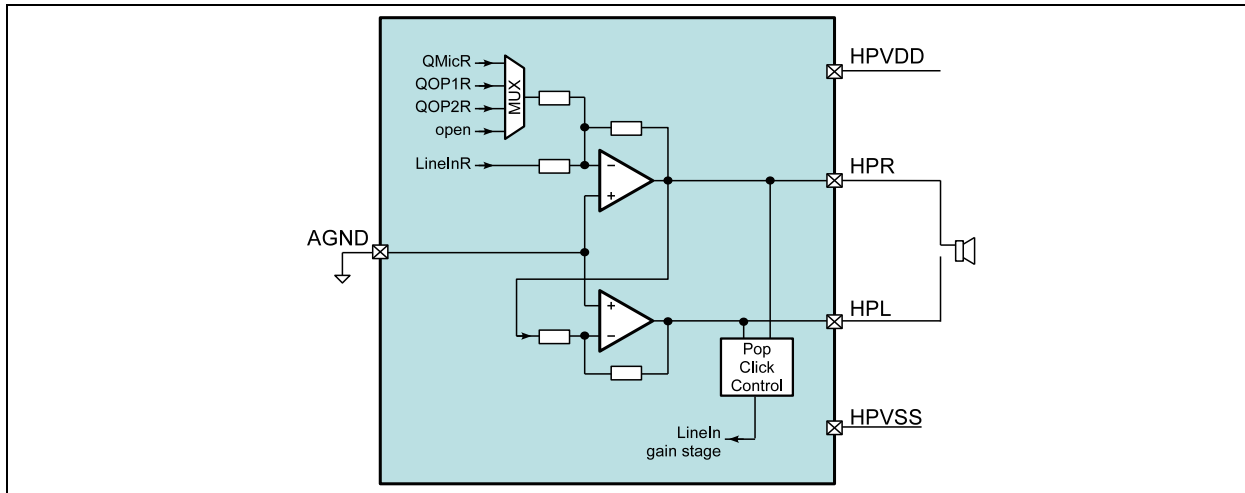 QMicR
QOP1R
QOP2R
open
MUX
LineInR
−
+
AGND
+
−
HPVDD
HPR
HPL
Pop
Click
Control
LineIn
gain stage
HPVSS